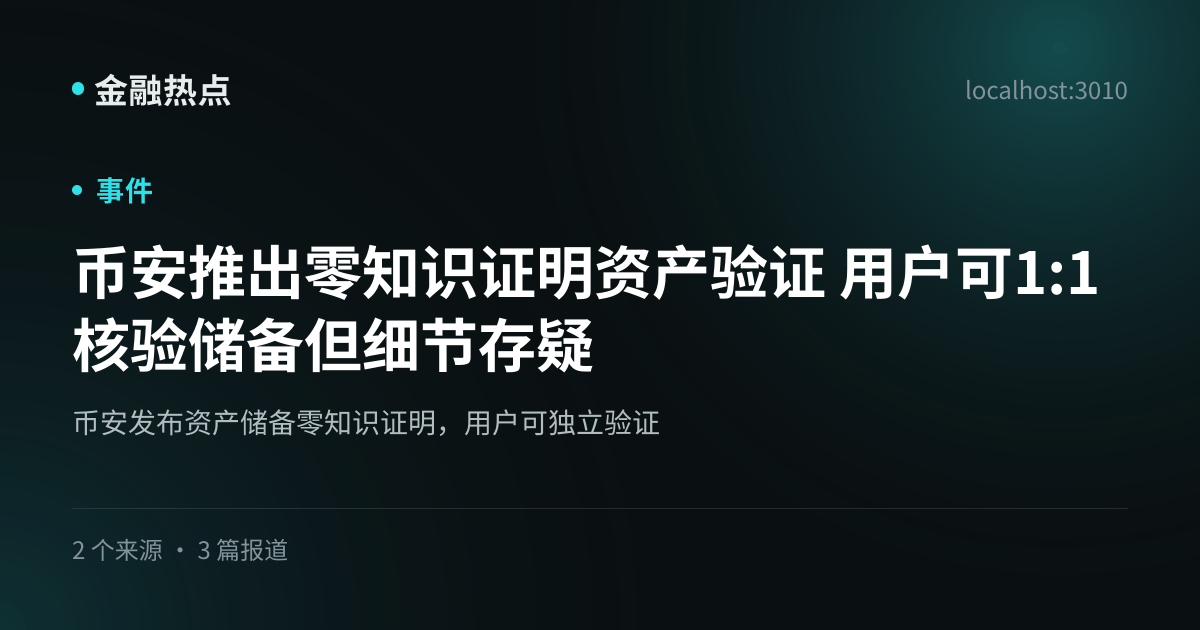 金融热点
localhost:3010
事件
币安推出零知识证明资产验证 用户可1:1
核验储备但细节存疑
币安发布资产储备零知识证明，用户可独立验证
2 个来源 · 3 篇报道